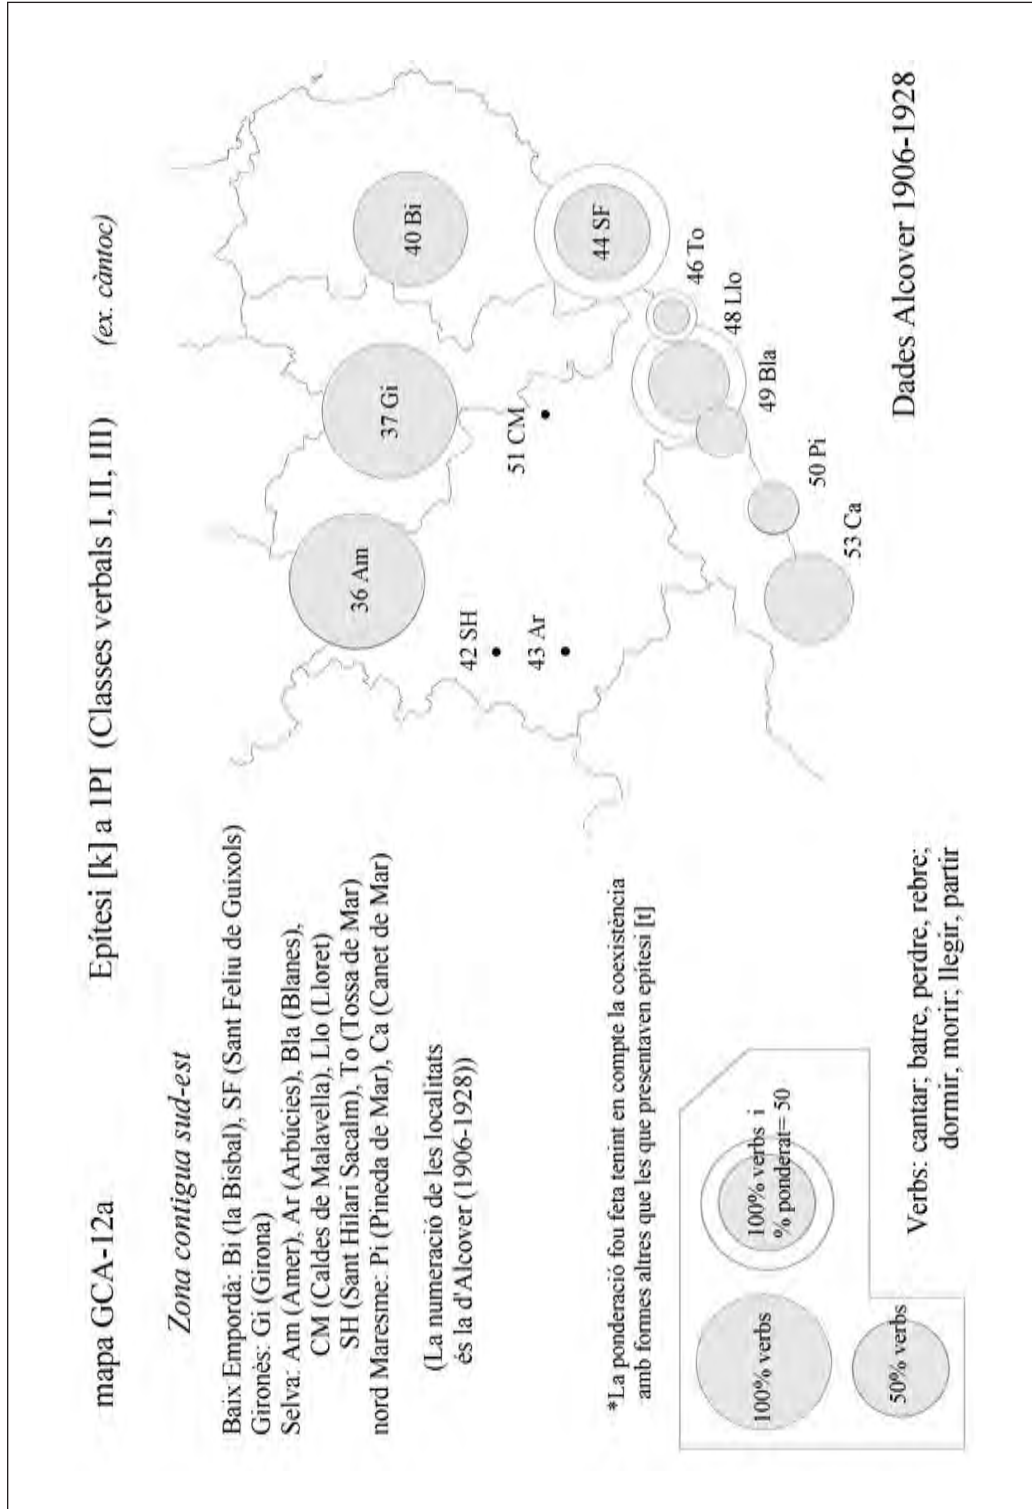 mapa GCA-12a
Epítesi [k] a 1PI (Classes verbals I, II, III)
(ex. càntoc)
Zona contigua sud-est
Baix Empordà: Bi (la Bisbal), SF (Sant Feliu de Guixols)
Gironès: Gi (Girona)
Selva: Am (Amer), Ar (Arbúcies), Bla (Blanes),
CM (Caldes de Malavella), Llo (Lloret)
SH (Sant Hilari Sacalm), To (Tossa de Mar)
nord Maresme: Pi (Pineda de Mar), Ca (Canet de Mar)
(La numeració de les localitats
és la d'Alcover (1906-1928))
*La ponderació fou feta tenint en compte la coexistència
amb formes altres que les que presentaven epítesi [t]
100% verbs
100% verbs i
% ponderat= 50
50% verbs
Verbs: cantar; batre, perdre, rebre;
dormir, morir; llegir, partir
36 Am
37 Gi
40 Bi
42 SH
43 Ar
51 CM
44 SF
46 To
48 Llo
49 Bla
50 Pi
53 Ca
Dades Alcover 1906-1928